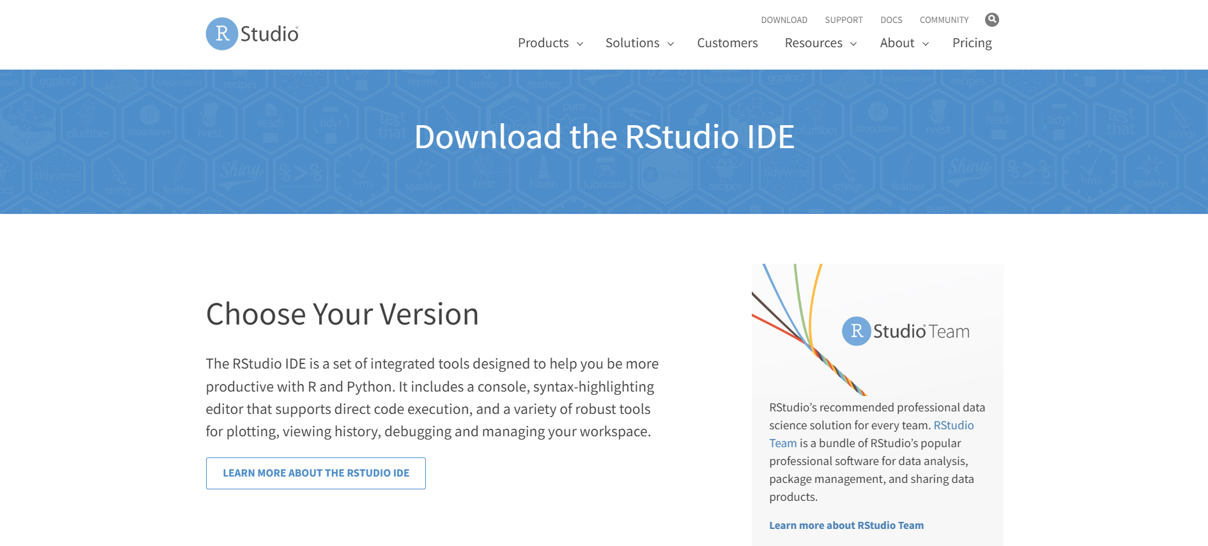 R Studio®
DOWNLOAD SUPPORT DOCS COMMUNITY
Products Solutions Customers Resources About Pricing
Download the RStudio IDE
Choose Your Version
The RStudio IDE is a set of integrated tools designed to help you be more
productive with R and Python. It includes a console, syntax-highlighting
editor that supports direct code execution, and a variety of robust tools
for plotting, viewing history, debugging and managing your workspace.
LEARN MORE ABOUT THE RSTUDIO IDE
R Studio® Team
RStudio’s recommended professional data
science solution for every team. RStudio
Team is a bundle of RStudio’s popular
professional software for data analysis,
package management, and sharing data
products.
Learn more about RStudio Team